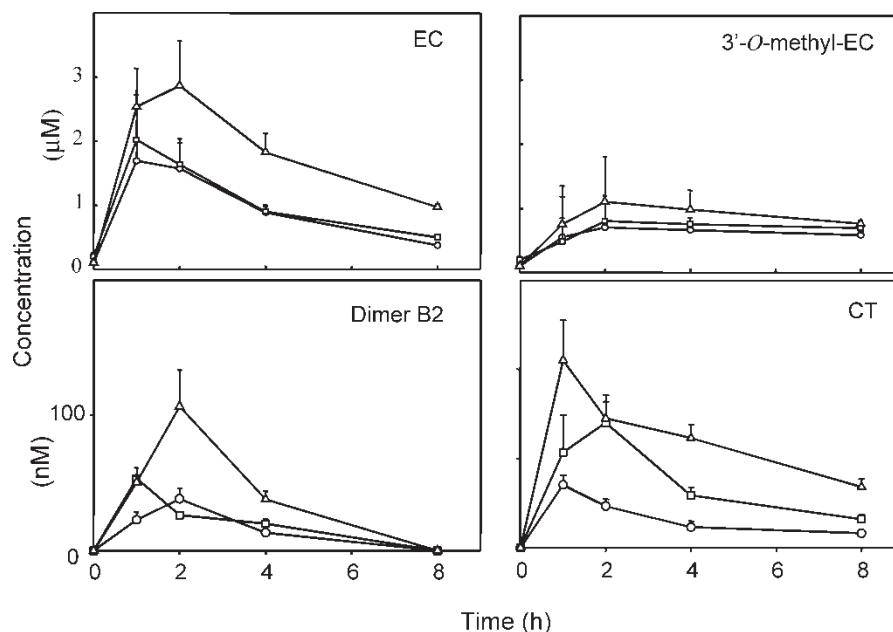 EC
3'-O-methyl-EC
3
2
1
0
(μM)
Concentration
Dimer B2
CT
100
0
(nM)
0 2 4 6 8
0 2 4 6 8
Time (h)